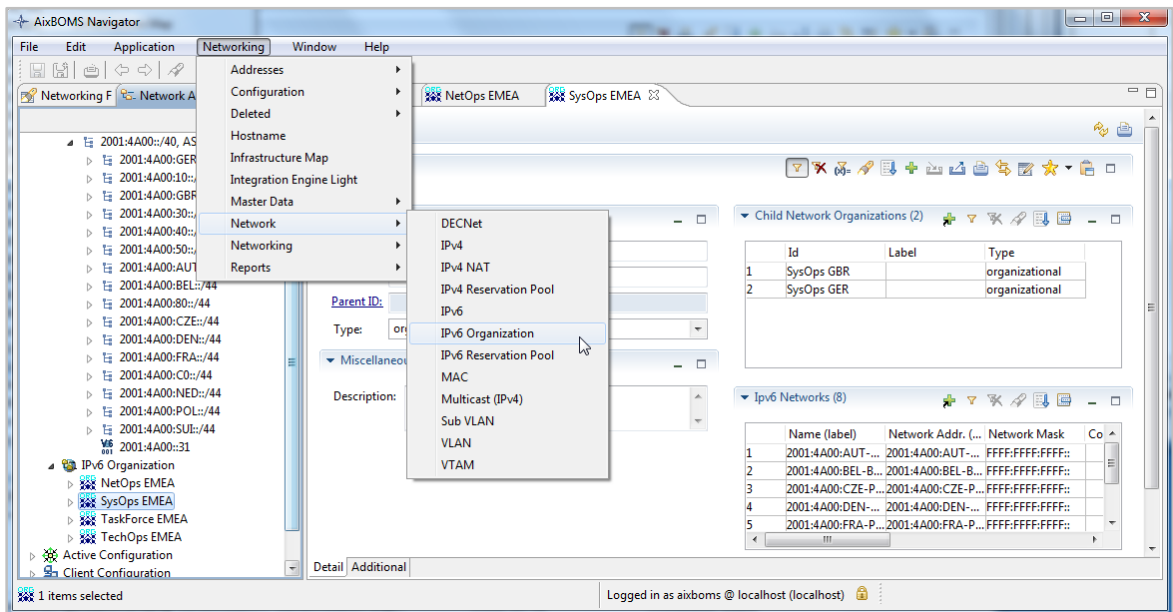 AixBOMS Navigator
File Edit Application Networking Window Help
Networking F Network A NetOps EMEA SysOps EMEA
Addresses
Configuration
Deleted
Hostname
Infrastructure Map
Integration Engine Light
Master Data
Network
Networking
Reports
DECNet
IPv4
IPv4 NAT
IPv4 Reservation Pool
IPv6
IPv6 Organization
IPv6 Reservation Pool
MAC
Multicast (IPv4)
Sub VLAN
VLAN
VTAM
2001:4A00::/40, AS
2001:4A00:GER
2001:4A00:10::/
2001:4A00:GBR
2001:4A00:30::/
2001:4A00:40::/
2001:4A00:50::/
2001:4A00:AUT
2001:4A00:BEL::/44
2001:4A00:80::/44
2001:4A00:CZE::/44
2001:4A00:DEN::/44
2001:4A00:FRA::/44
2001:4A00:C0::/44
2001:4A00:NED::/44
2001:4A00:POL::/44
2001:4A00:SUI::/44
2001:4A00::31
IPv6 Organization
NetOps EMEA
SysOps EMEA
TaskForce EMEA
TechOps EMEA
Active Configuration
Client Configuration
Parent ID:
Type: or
Miscellaneou
Description:
Detail Additional
Child Network Organizations (2)
Id Label Type
1 SysOps GBR organizational
2 SysOps GER organizational
Ipv6 Networks (8)
Name (label) Network Addr. (... Network Mask Co
1 2001:4A00:AUT-... 2001:4A00:AUT-... FFFF:FFFF:FFFF::
2 2001:4A00:BEL-B... 2001:4A00:BEL-B... FFFF:FFFF:FFFF::
3 2001:4A00:CZE-P... 2001:4A00:CZE-P... FFFF:FFFF:FFFF::
4 2001:4A00:DEN-... 2001:4A00:DEN-... FFFF:FFFF:FFFF::
5 2001:4A00:FRA-P... 2001:4A00:FRA-P... FFFF:FFFF:FFFF::
1 items selected
Logged in as aixboms @ localhost (localhost)